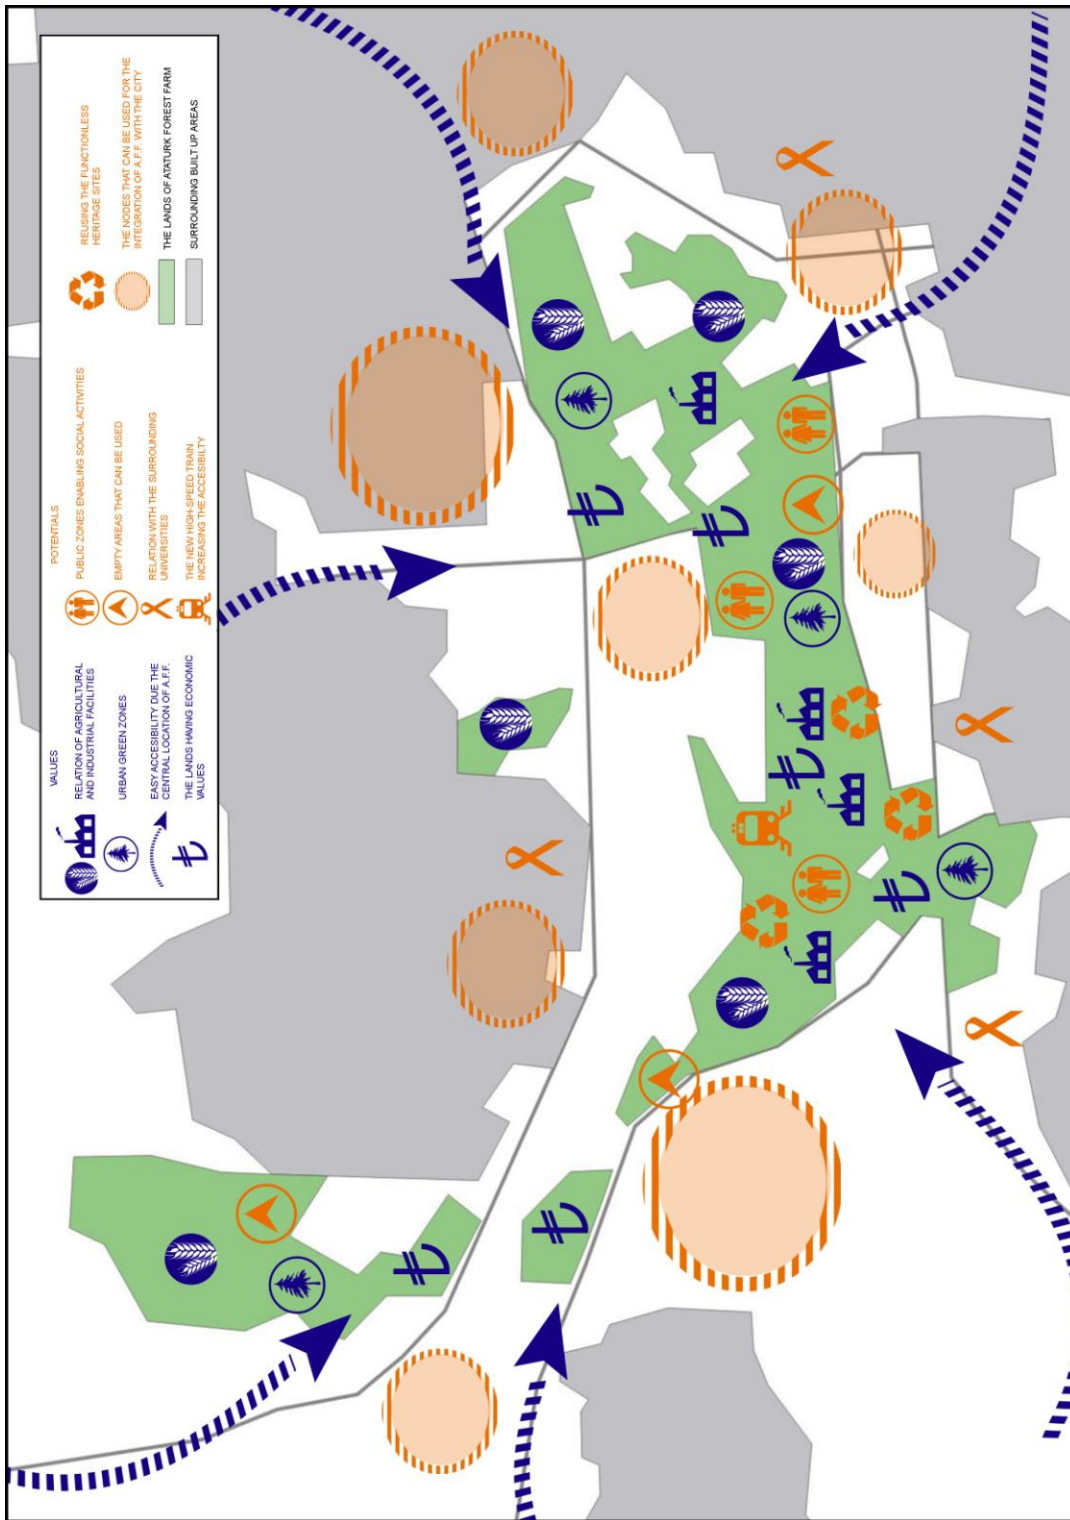 VALUES
RELATION OF AGRICULTURAL
AND INDUSTRIAL FACILITIES
URBAN GREEN ZONES
EASY ACCESIBILITY DUE THE
CENTRAL LOCATION OF A.F.F.
THE LANDS HAVING ECONOMIC
VALUES
POTENTIALS
PUBLIC ZONES ENABLING SOCIAL ACTIVITIES
EMPTY AREAS THAT CAN BE USED
RELATION WITH THE SURROUNDING
UNIVERSITIES
THE NEW HIGH-SPEED TRAIN
INCREASING THE ACCESIBILTY
REUSING THE FUNCTIONLESS
HERITAGE SITES
THE NODES THAT CAN BE USED FOR THE
INTEGRATION OF A.F.F. WITH THE CITY
THE LANDS OF ATATURK FOREST FARM
SURROUNDING BUILT UP AREAS